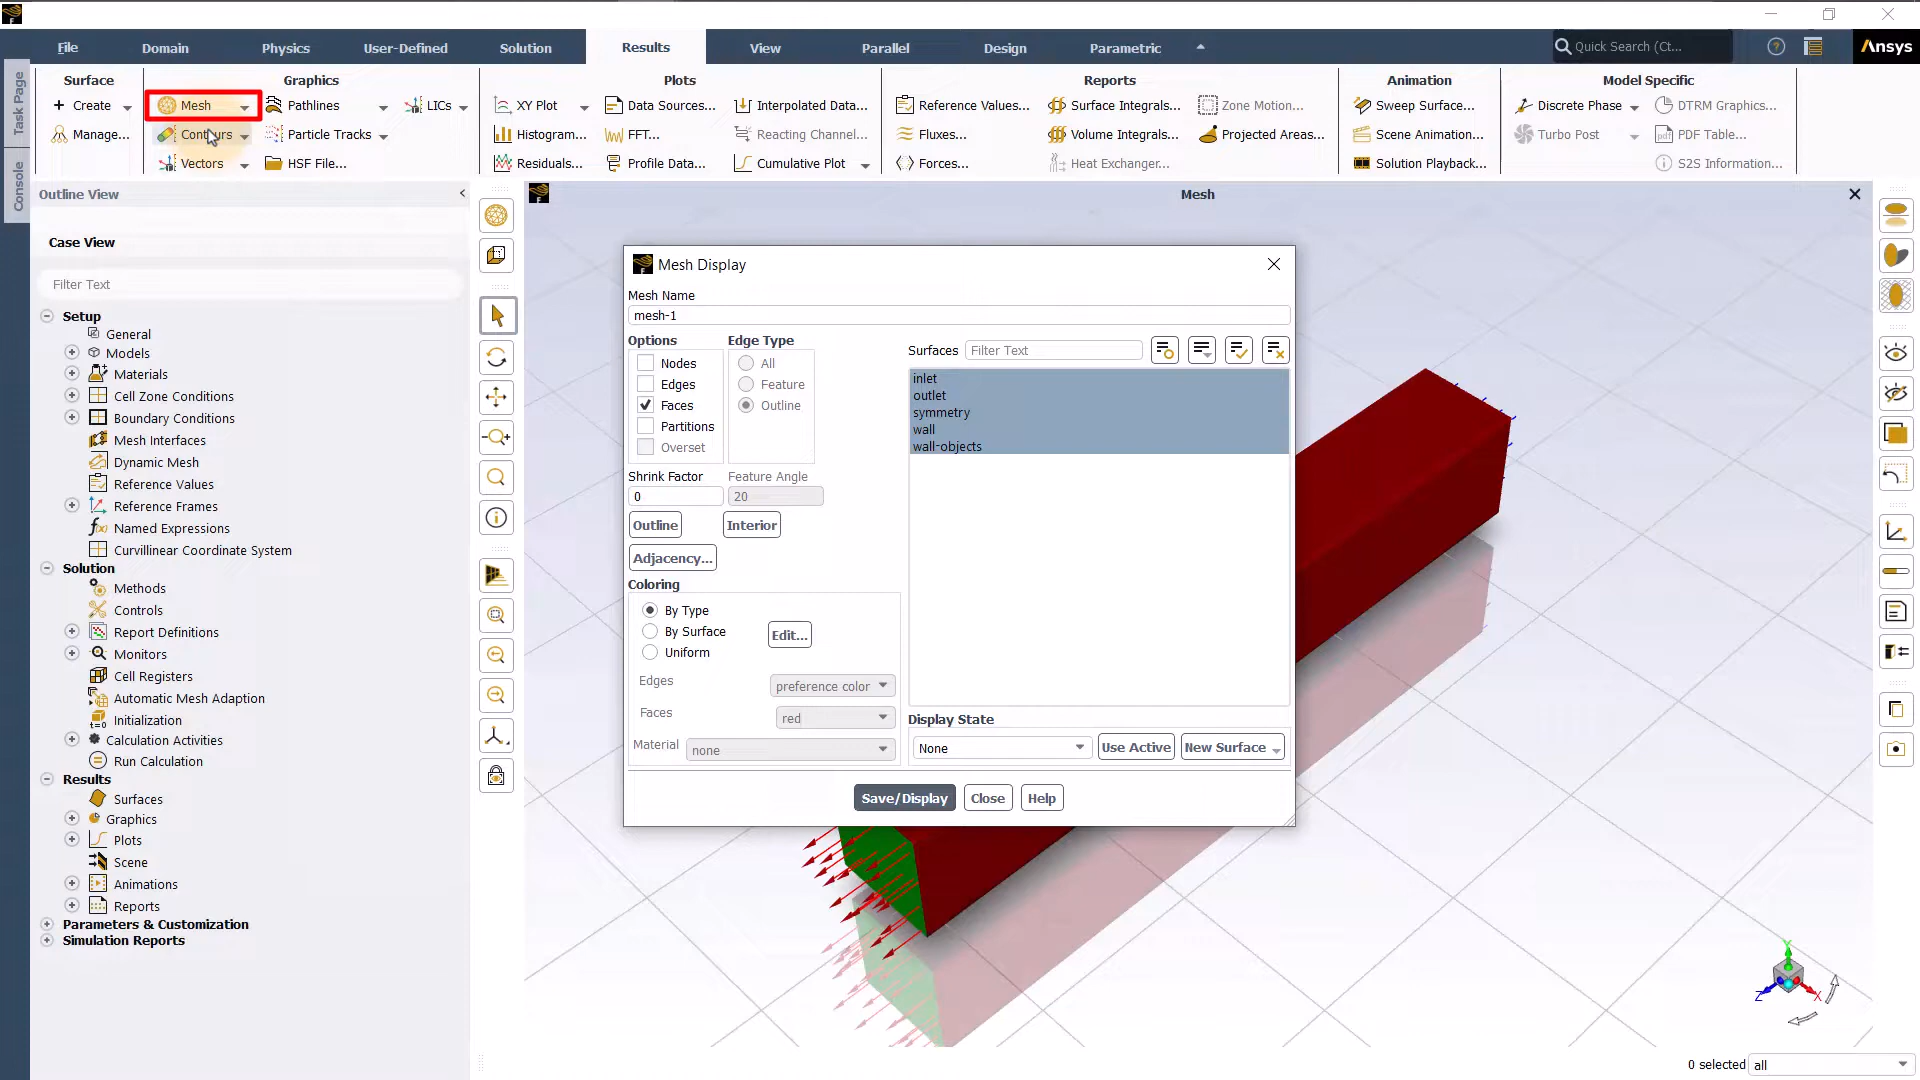 File Domain Physics User-Defined Solution Results View Parallel Design Parametric Quick Search (Ct... Ansys
Task Page
Console
Surface
Create
Manage...
Graphics
Mesh Pathlines LICs
Contours Particle Tracks
Vectors HSF File...
Plots
XY Plot Data Sources... Interpolated Data...
Histogram... FFT... Reacting Channel...
Residuals... Profile Data... Cumulative Plot
Reports
Reference Values... Surface Integrals... Zone Motion...
Fluxes... Volume Integrals... Projected Areas...
Forces... Heat Exchanger...
Animation
Sweep Surface...
Scene Animation...
Solution Playback...
Model Specific
Discrete Phase DTRM Graphics...
Turbo Post PDF Table...
S2S Information...
Outline View
Case View
Filter Text
Setup
General
Models
Materials
Cell Zone Conditions
Boundary Conditions
Mesh Interfaces
Dynamic Mesh
Reference Values
Reference Frames
Named Expressions
Curvillinear Coordinate System
Solution
Methods
Controls
Report Definitions
Monitors
Cell Registers
Automatic Mesh Adaption
Initialization
Calculation Activities
Run Calculation
Results
Surfaces
Graphics
Plots
Scene
Animations
Reports
Parameters & Customization
Simulation Reports
Mesh
Mesh Display
Mesh Name
mesh-1
Options
Nodes
Edges
Faces
Partitions
Overset
Edge Type
All
Feature
Outline
Shrink Factor Feature Angle
0 20
Outline Interior
Adjacency...
Coloring
By Type
By Surface
Uniform
Edit...
Edges preference color
Faces red
Material none
Surfaces Filter Text
inlet
outlet
symmetry
wall
wall-objects
Display State
None Use Active New Surface
Save/Display Close Help
Y
Z X
0 selected all